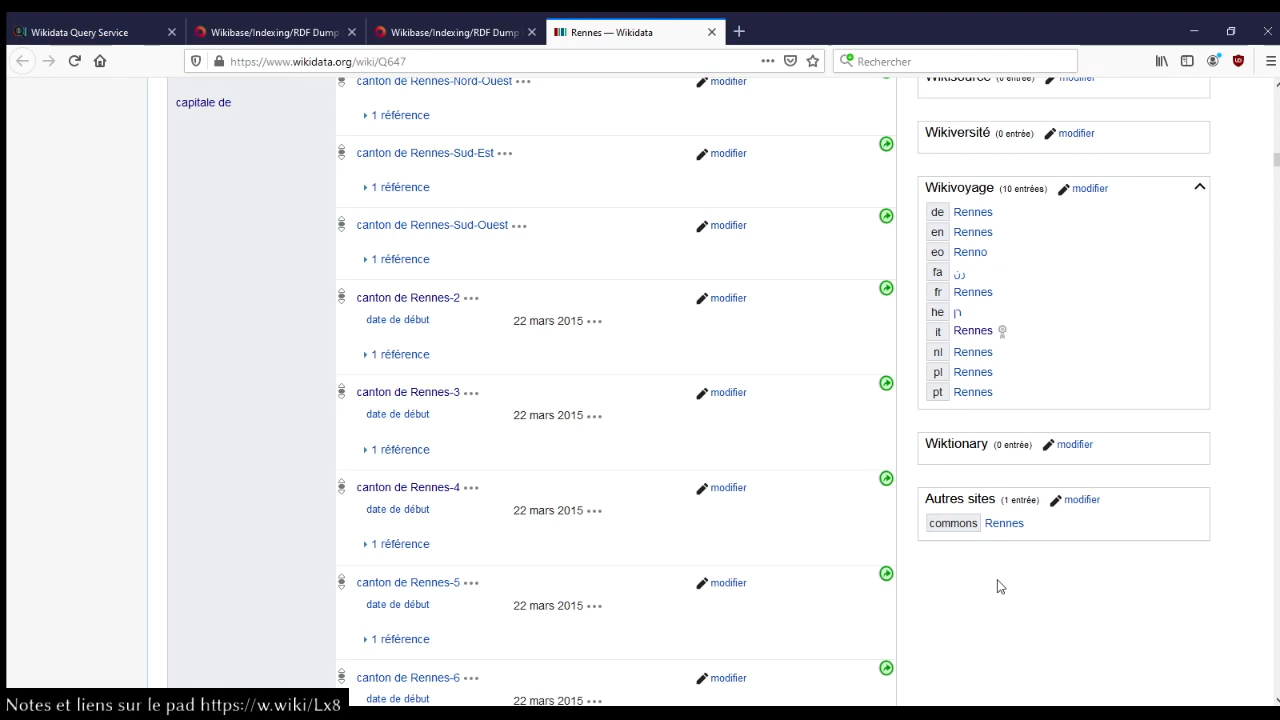 Wikidata Query Service
Wikibase/Indexing/RDF Dump
Wikibase/Indexing/RDF Dump
Rennes — Wikidata
https://www.wikidata.org/wiki/Q647
Rechercher
capitale de
canton de Rennes-Nord-Ouest
modifier
1 référence
canton de Rennes-Sud-Est
modifier
1 référence
canton de Rennes-Sud-Ouest
modifier
1 référence
canton de Rennes-2
modifier
date de début
22 mars 2015
1 référence
canton de Rennes-3
modifier
date de début
22 mars 2015
1 référence
canton de Rennes-4
modifier
date de début
22 mars 2015
1 référence
canton de Rennes-5
modifier
date de début
22 mars 2015
1 référence
canton de Rennes-6
modifier
date de début
22 mars 2015
Wikisource (0 entrée) modifier
Wikiversité (0 entrée) modifier
Wikivoyage (10 entrées) modifier
de Rennes
en Rennes
eo Renno
fa رن
fr Rennes
he רן
it Rennes
nl Rennes
pl Rennes
pt Rennes
Wiktionary (0 entrée) modifier
Autres sites (1 entrée) modifier
commons Rennes
Notes et liens sur le pad https://w.wiki/Lx8